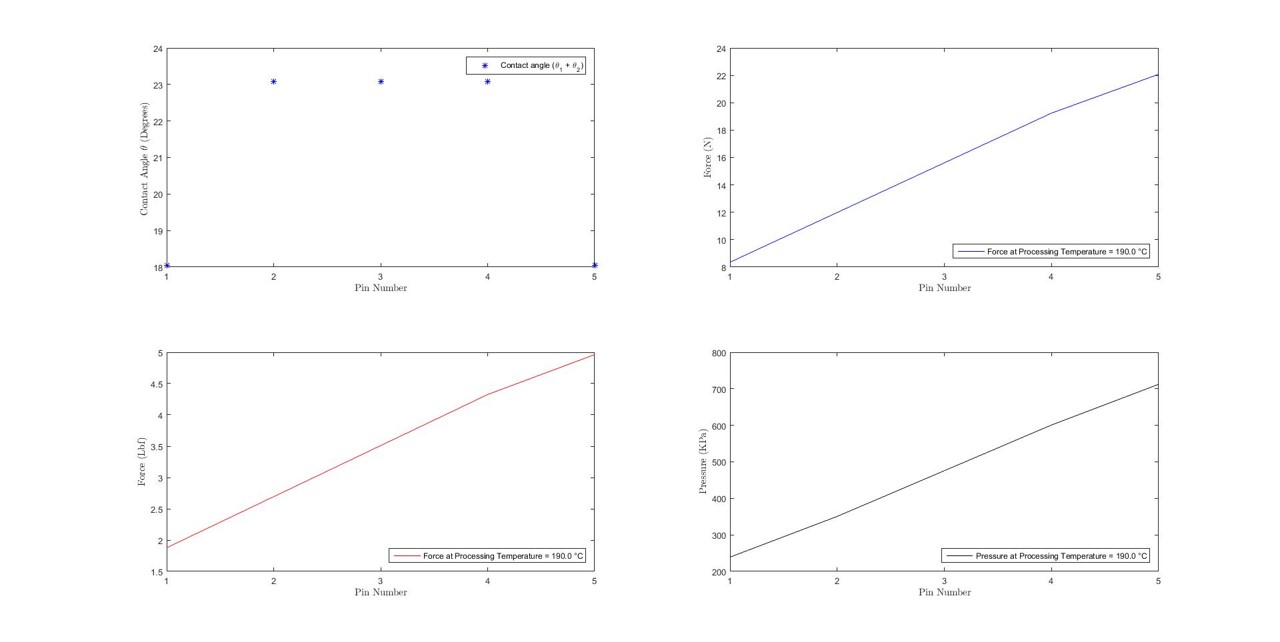 24
23
22
21
20
19
18
Contact Angle θ (Degrees)
Contact angle (θ1 + θ2)
1 2 3 4 5
Pin Number
24
22
20
18
16
14
12
10
8
Force (N)
Force at Processing Temperature = 190.0 °C
1 2 3 4 5
Pin Number
5
4.5
4
3.5
3
2.5
2
1.5
Force (Lbf)
Force at Processing Temperature = 190.0 °C
1 2 3 4 5
Pin Number
800
700
600
500
400
300
200
Pressure (KPa)
Pressure at Processing Temperature = 190.0 °C
1 2 3 4 5
Pin Number